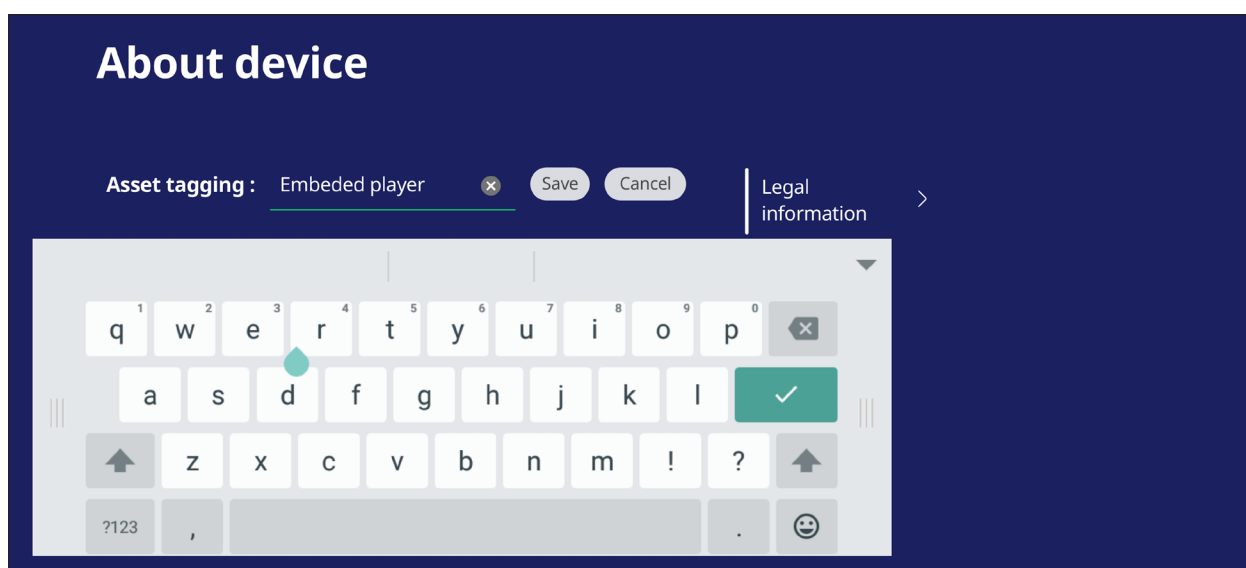 About device
Asset tagging : Embeded player Save Cancel Legal information
1 2 3 4 5 6 7 8 9 0
q w e r t y u i o p
a s d f g h j k l
z x c v b n m ! ?
?123 , .